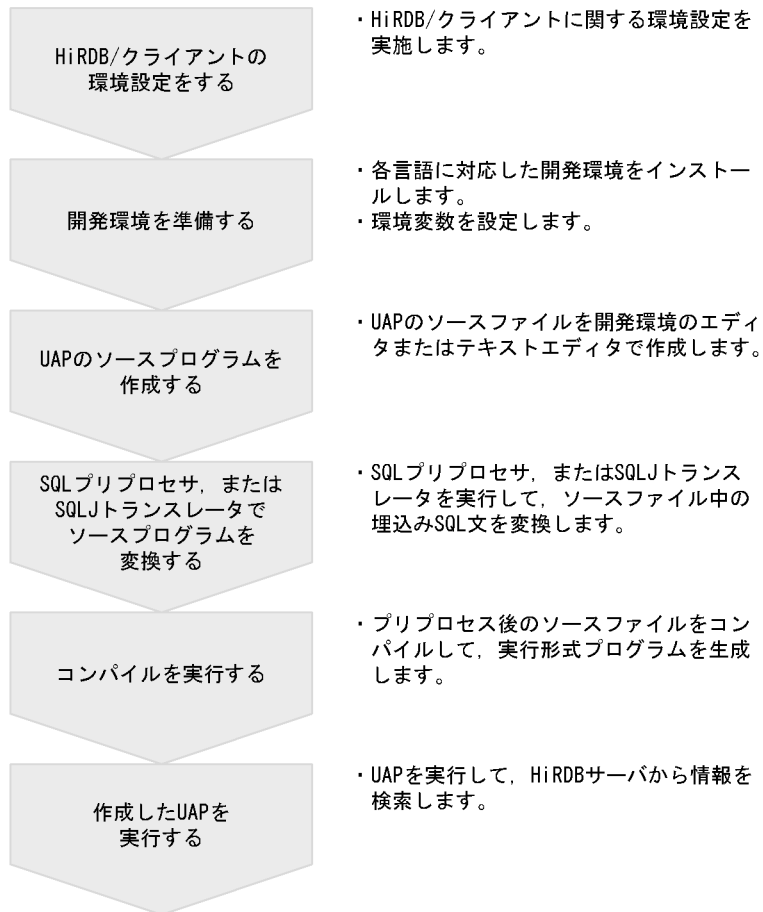 HiRDB/クライアントの
環境設定をする
・HiRDB/クライアントに関する環境設定を
実施します。
開発環境を準備する
・各言語に対応した開発環境をインストー
ルします。
・環境変数を設定します。
UAPのソースプログラムを
作成する
・UAPのソースファイルを開発環境のエディ
タまたはテキストエディタで作成します。
SQLプリプロセサ，または
SQLJトランスレータで
ソースプログラムを
変換する
・SQLプリプロセサ，またはSQLJトランス
レータを実行して，ソースファイル中の
埋込みSQL文を変換します。
コンパイルを実行する
・プリプロセス後のソースファイルをコン
パイルして，実行形式プログラムを生成
します。
作成したUAPを
実行する
・UAPを実行して，HiRDBサーバから情報を
検索します。